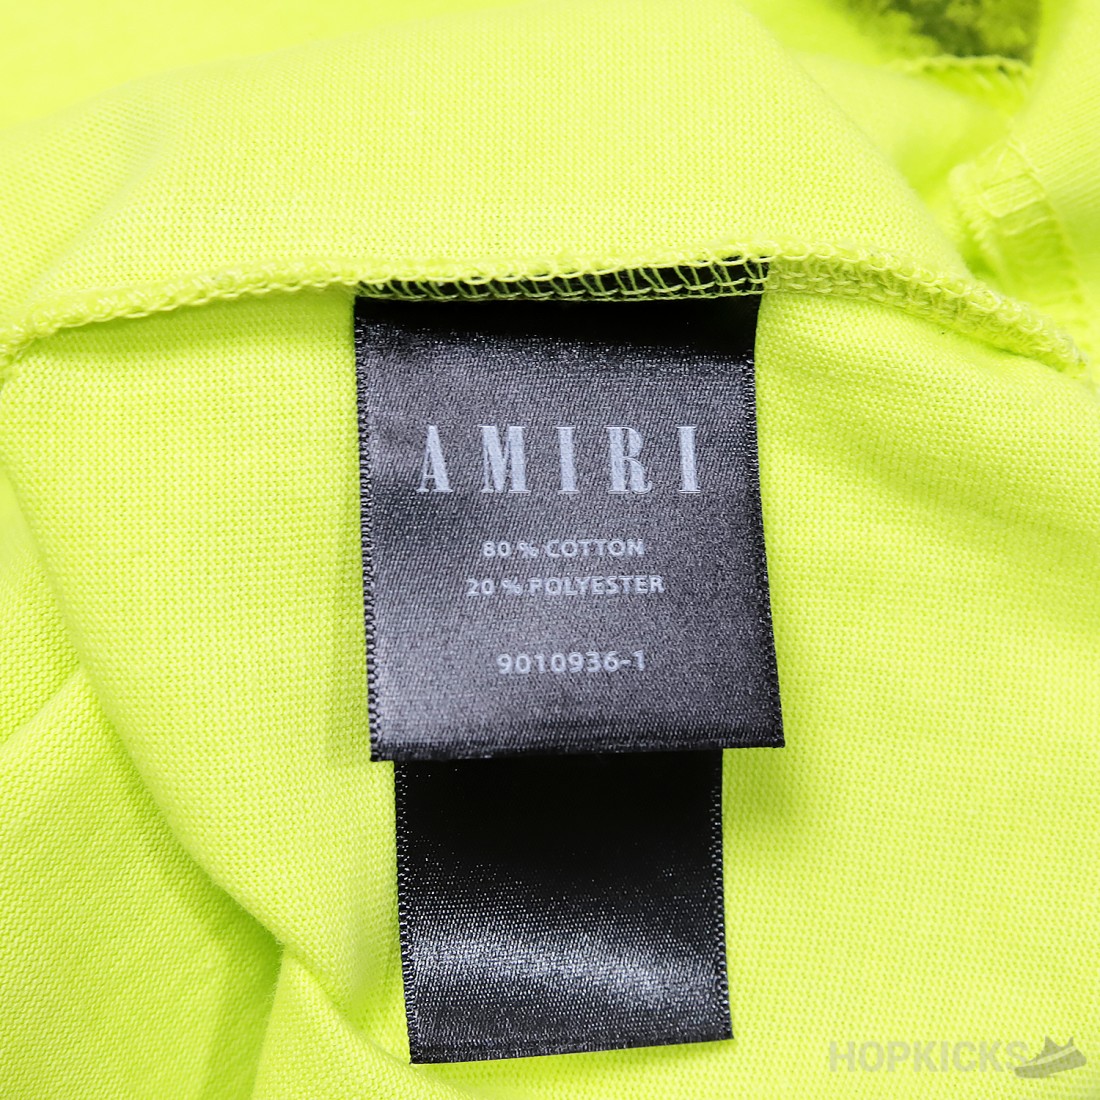 AMIRI
80 % COTTON
20 % POLYESTER
9010936-1
HOPKICKS